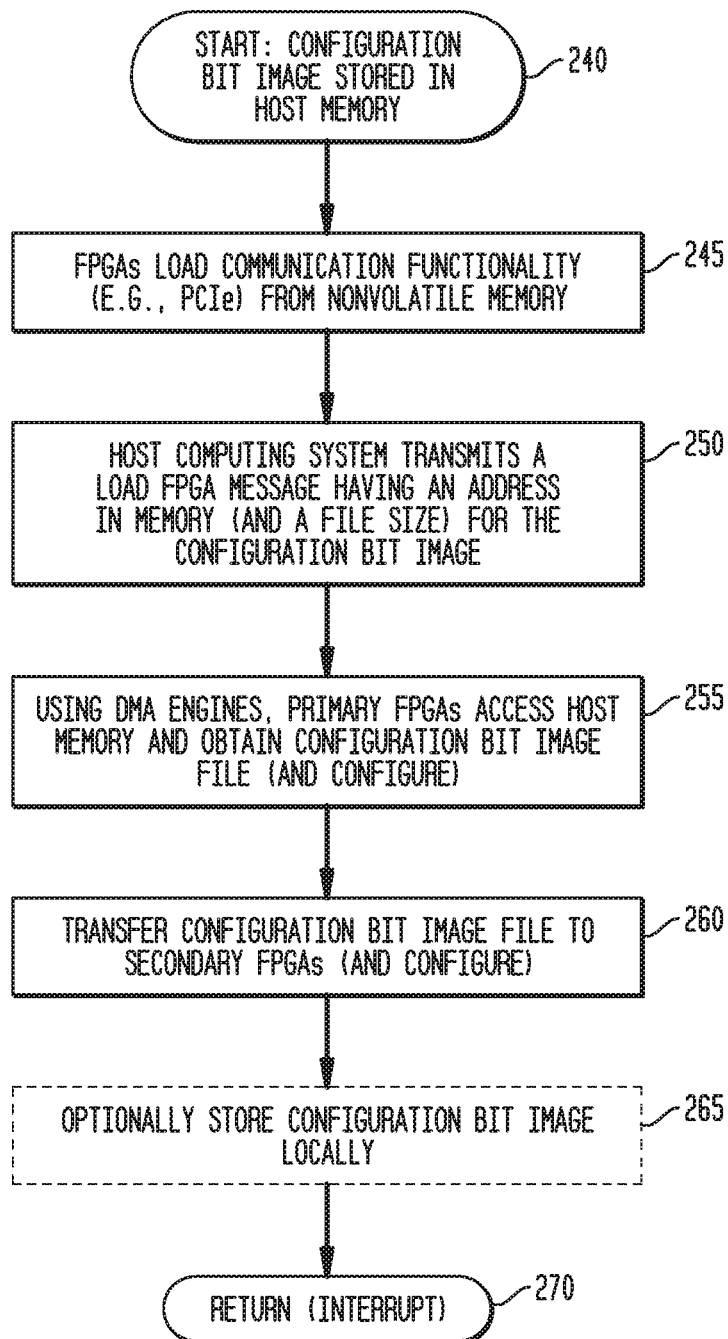 START: CONFIGURATION
BIT IMAGE STORED IN
HOST MEMORY
240
FPGAs LOAD COMMUNICATION FUNCTIONALITY
(E.G., PCIe) FROM NONVOLATILE MEMORY
245
HOST COMPUTING SYSTEM TRANSMITS A
LOAD FPGA MESSAGE HAVING AN ADDRESS
IN MEMORY (AND A FILE SIZE) FOR THE
CONFIGURATION BIT IMAGE
250
USING DMA ENGINES, PRIMARY FPGAs ACCESS HOST
MEMORY AND OBTAIN CONFIGURATION BIT IMAGE
FILE (AND CONFIGURE)
255
TRANSFER CONFIGURATION BIT IMAGE FILE TO
SECONDARY FPGAs (AND CONFIGURE)
260
OPTIONALLY STORE CONFIGURATION BIT IMAGE
LOCALLY
265
RETURN (INTERRUPT)
270